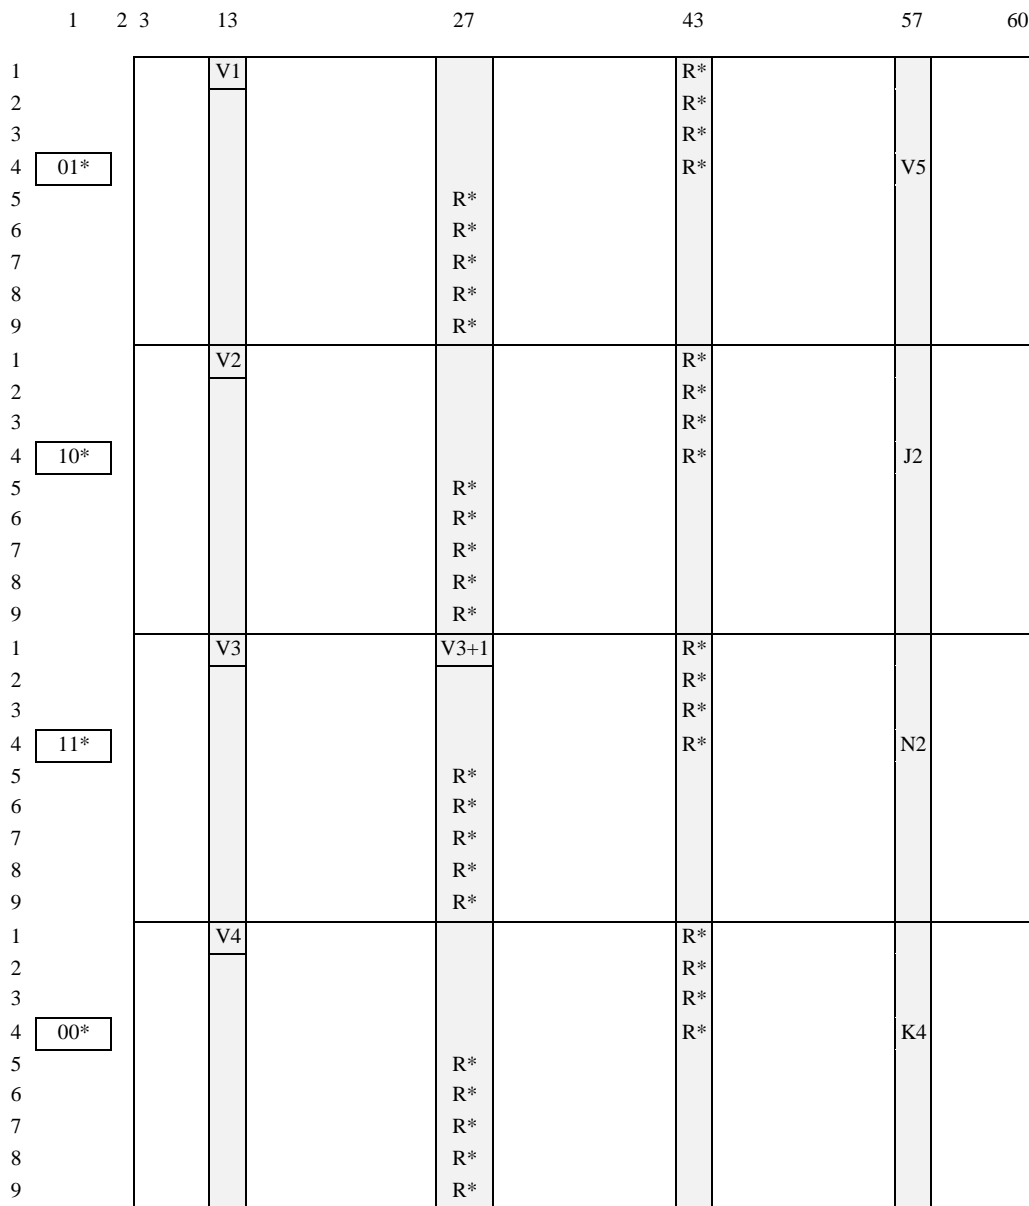 1 2 3 13 27 43 57 60
1 V1 R*
2 R*
3 R*
4 01* R* V5
5 R*
6 R*
7 R*
8 R*
9 R*
1 V2 R*
2 R*
3 R*
4 10* R* J2
5 R*
6 R*
7 R*
8 R*
9 R*
1 V3 V3+1 R*
2 R*
3 R*
4 11* R* N2
5 R*
6 R*
7 R*
8 R*
9 R*
1 V4 R*
2 R*
3 R*
4 00* R* K4
5 R*
6 R*
7 R*
8 R*
9 R*